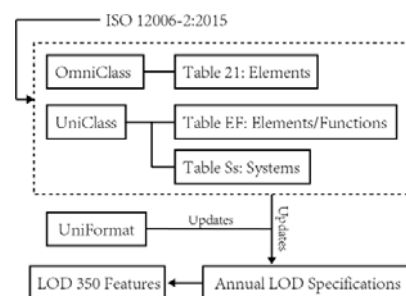 ISO 12006-2:2015
OmniClass
Table 21: Elements
UniClass
Table EF: Elements/Functions
Table Ss: Systems
UniFormat
Updates
Updates
LOD 350 Features
Annual LOD Specifications